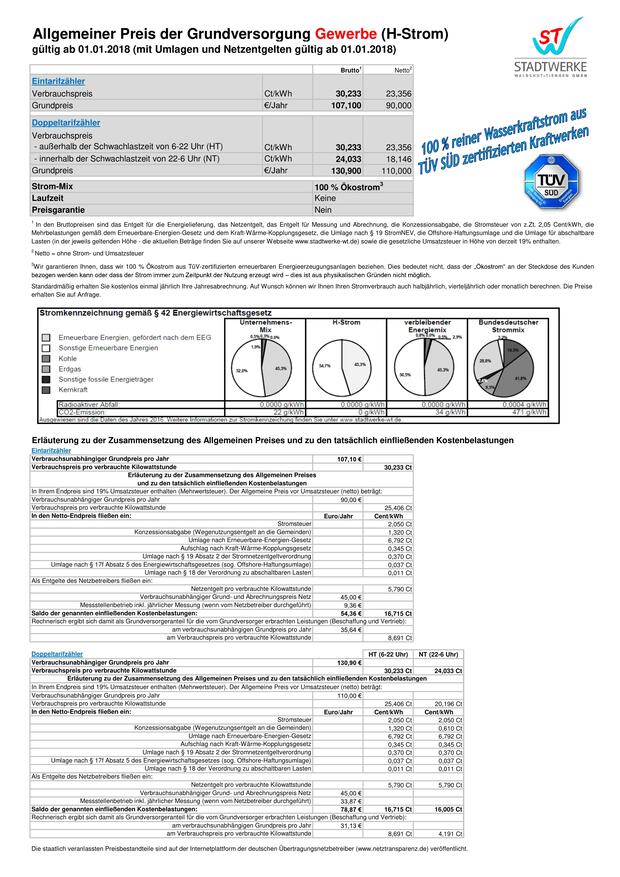 Allgemeiner Preis der Grundversorgung Gewerbe (H-Strom)
gültig ab 01.01.2018 (mit Umlagen und Netzentgelten gültig ab 01.01.2018)
ST
STADTWERKE
WALDSHUT-TIENGEN GMBH
Brutto¹ Netto²
Eintarifzähler
Verbrauchspreis Ct/kWh 30,233 23,356
Grundpreis €/Jahr 107,100 90,000
Doppeltarifzähler
Verbrauchspreis
- außerhalb der Schwachlastzeit von 6-22 Uhr (HT) Ct/kWh 30,233 23,356
- innerhalb der Schwachlastzeit von 22-6 Uhr (NT) Ct/kWh 24,033 18,146
Grundpreis €/Jahr 130,900 110,000
Strom-Mix 100 % Ökostrom³
Laufzeit Keine
Preisgarantie Nein
100 % reiner Wasserkraftstrom aus
TÜV SÜD zertifizierten Kraftwerken
TÜV
SÜD
¹ In den Bruttopreisen sind das Entgelt für die Energielieferung, das Netzentgelt, das Entgelt für Messung und Abrechnung, die Konzessionsabgabe, die Stromsteuer von z.Zt. 2,05 Cent/kWh, die
Mehrbelastungen gemäß dem Erneuerbare-Energien-Gesetz und dem Kraft-Wärme-Kopplungsgesetz, die Umlage nach § 19 StromNEV, die Offshore-Haftungsumlage und die Umlage für abschaltbare
Lasten (in der jeweils geltenden Höhe - die aktuellen Beträge finden Sie auf unserer Webseite www.stadtwerke-wt.de) sowie die gesetzliche Umsatzsteuer in Höhe von derzeit 19% enthalten.
² Netto = ohne Strom- und Umsatzsteuer
³Wir garantieren Ihnen, dass wir 100 % Ökostrom aus TÜV-zertifizierten erneuerbaren Energieerzeugungsanlagen beziehen. Dies bedeutet nicht, dass der „Ökostrom" an der Steckdose des Kunden
bezogen werden kann oder dass der Strom immer zum Zeitpunkt der Nutzung erzeugt wird – dies ist aus physikalischen Gründen nicht möglich.
Standardmäßig erhalten Sie kostenlos einmal jährlich Ihre Jahresabrechnung. Auf Wunsch können wir Ihnen Ihren Stromverbrauch auch halbjährlich, vierteljährlich oder monatlich berechnen. Die Preise
erhalten Sie auf Anfrage.
Stromkennzeichnung gemäß § 42 Energiewirtschaftsgesetz
Unternehmens-Mix H-Strom verbleibender Energiemix Bundesdeutscher Strommix
Erneuerbare Energien, gefördert nach dem EEG
Sonstige Erneuerbare Energien
Kohle
Erdgas
Sonstige fossile Energieträger
Kernkraft
45,3% 54,7% 45,3% 45,3%
Radioaktiver Abfall: 0,0000 g/kWh 0,0000 g/kWh 0,0000 g/kWh 0,0004 g/kWh
CO2-Emission: 22 g/kWh 0 g/kWh 34 g/kWh 471 g/kWh
Ausgewiesen sind die Daten des Jahres 2016. Weitere Informationen zur Stromkennzeichnung finden Sie unter www.stadtwerke-wt.de
Erläuterung zu der Zusammensetzung des Allgemeinen Preises und zu den tatsächlich einfließenden Kostenbelastungen
Eintarifzähler
Verbrauchsunabhängiger Grundpreis pro Jahr 107,10 €
Verbrauchspreis pro verbrauchte Kilowattstunde 30,233 Ct
Erläuterung zu der Zusammensetzung des Allgemeinen Preises
und zu den tatsächlich einfließenden Kostenbelastungen
In Ihrem Endpreis sind 19% Umsatzsteuer enthalten (Mehrwertsteuer). Der Allgemeine Preis vor Umsatzsteuer (netto) beträgt:
Verbrauchsunabhängiger Grundpreis pro Jahr 90,00 €
Verbrauchspreis pro verbrauchte Kilowattstunde 25,406 Ct
In den Netto-Endpreis fließen ein: Euro/Jahr Cent/kWh
Stromsteuer 2,050 Ct
Konzessionsabgabe (Wegenutzungsentgelt an die Gemeinden) 1,320 Ct
Umlage nach Erneuerbare-Energien-Gesetz 6,792 Ct
Aufschlag nach Kraft-Wärme-Kopplungsgesetz 0,345 Ct
Umlage nach § 19 Absatz 2 der Stromnetzentgeltverordnung 0,370 Ct
Umlage nach § 17f Absatz 5 des Energiewirtschaftsgesetzes (sog. Offshore-Haftungsumlage) 0,037 Ct
Umlage nach § 18 der Verordnung zu abschaltbaren Lasten 0,011 Ct
Als Entgelte des Netzbetreibers fließen ein:
Netzentgelt pro verbrauchte Kilowattstunde 5,790 Ct
Verbrauchsunabhängiger Grund- und Abrechnungspreis Netz 45,00 €
Messstellenbetrieb inkl. jährlicher Messung (wenn vom Netzbetreiber durchgeführt) 9,36 €
Saldo der genannten einfließenden Kostenbelastungen: 54,36 € 16,715 Ct
Rechnerisch ergibt sich damit als Grundversorgeranteil für die vom Grundversorger erbrachten Leistungen (Beschaffung und Vertrieb):
am verbrauchsunabhängigen Grundpreis pro Jahr 35,64 €
am Verbrauchspreis pro verbrauchte Kilowattstunde 8,691 Ct
Doppeltarifzähler HT (6-22 Uhr) NT (22-6 Uhr)
Verbrauchsunabhängiger Grundpreis pro Jahr 130,90 €
Verbrauchspreis pro verbrauchte Kilowattstunde 30,233 Ct 24,033 Ct
Erläuterung zu der Zusammensetzung des Allgemeinen Preises und zu den tatsächlich einfließenden Kostenbelastungen
In Ihrem Endpreis sind 19% Umsatzsteuer enthalten (Mehrwertsteuer). Der Allgemeine Preis vor Umsatzsteuer (netto) beträgt:
Verbrauchsunabhängiger Grundpreis pro Jahr 110,00 €
Verbrauchspreis pro verbrauchte Kilowattstunde 25,406 Ct 20,196 Ct
In den Netto-Endpreis fließen ein: Euro/Jahr Cent/kWh Cent/kWh
Stromsteuer 2,050 Ct 2,050 Ct
Konzessionsabgabe (Wegenutzungsentgelt an die Gemeinden) 1,320 Ct 0,610 Ct
Umlage nach Erneuerbare-Energien-Gesetz 6,792 Ct 6,792 Ct
Aufschlag nach Kraft-Wärme-Kopplungsgesetz 0,345 Ct 0,345 Ct
Umlage nach § 19 Absatz 2 der Stromnetzentgeltverordnung 0,370 Ct 0,370 Ct
Umlage nach § 17f Absatz 5 des Energiewirtschaftsgesetzes (sog. Offshore-Haftungsumlage) 0,037 Ct 0,037 Ct
Umlage nach § 18 der Verordnung zu abschaltbaren Lasten 0,011 Ct 0,011 Ct
Als Entgelte des Netzbetreibers fließen ein:
Netzentgelt pro verbrauchte Kilowattstunde 5,790 Ct 5,790 Ct
Verbrauchsunabhängiger Grund- und Abrechnungspreis Netz 45,00 €
Messstellenbetrieb inkl. jährlicher Messung (wenn vom Netzbetreiber durchgeführt) 33,87 €
Saldo der genannten einfließenden Kostenbelastungen: 78,87 € 16,715 Ct 16,005 Ct
Rechnerisch ergibt sich damit als Grundversorgeranteil für die vom Grundversorger erbrachten Leistungen (Beschaffung und Vertrieb):
am verbrauchsunabhängigen Grundpreis pro Jahr 31,13 €
am Verbrauchspreis pro verbrauchte Kilowattstunde 8,691 Ct 4,191 Ct
Die staatlich veranlassten Preisbestandteile sind auf der Internetplattform der deutschen Übertragungsnetzbetreiber (www.netztransparenz.de) veröffentlicht.